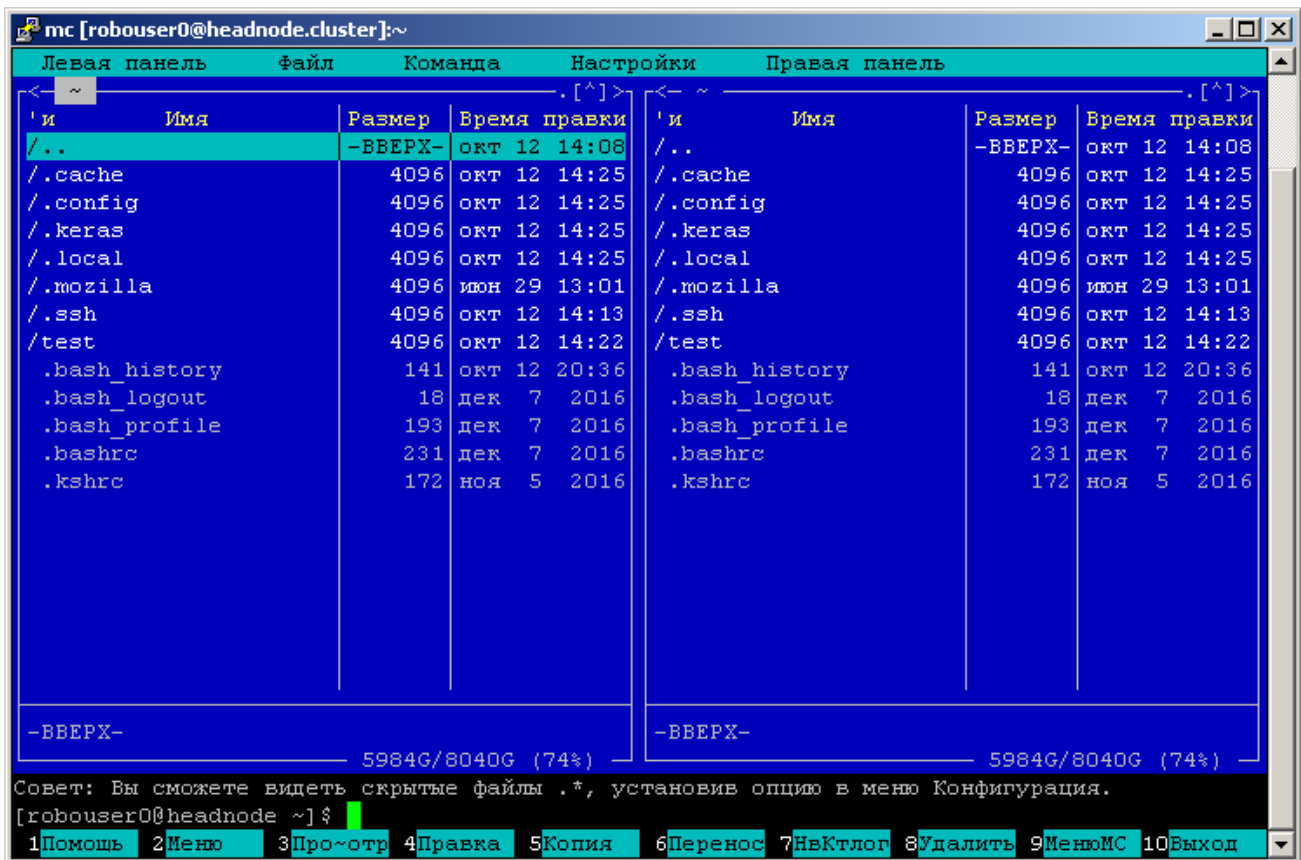 mc [robouser0@headnode.cluster]:~
Левая панель Файл Команда Настройки Правая панель
<— ~ .[^]> <— ~ .[^]>
'и Имя Размер Время правки 'и Имя Размер Время правки
/.. -ВВЕРХ- окт 12 14:08 /.. -ВВЕРХ- окт 12 14:08
/.cache 4096 окт 12 14:25 /.cache 4096 окт 12 14:25
/.config 4096 окт 12 14:25 /.config 4096 окт 12 14:25
/.keras 4096 окт 12 14:25 /.keras 4096 окт 12 14:25
/.local 4096 окт 12 14:25 /.local 4096 окт 12 14:25
/.mozilla 4096 июн 29 13:01 /.mozilla 4096 июн 29 13:01
/.ssh 4096 окт 12 14:13 /.ssh 4096 окт 12 14:13
/test 4096 окт 12 14:22 /test 4096 окт 12 14:22
.bash_history 141 окт 12 20:36 .bash_history 141 окт 12 20:36
.bash_logout 18 дек 7 2016 .bash_logout 18 дек 7 2016
.bash_profile 193 дек 7 2016 .bash_profile 193 дек 7 2016
.bashrc 231 дек 7 2016 .bashrc 231 дек 7 2016
.kshrc 172 ноя 5 2016 .kshrc 172 ноя 5 2016
-ВВЕРХ- -ВВЕРХ-
5984G/8040G (74%) 5984G/8040G (74%)
Совет: Вы сможете видеть скрытые файлы .*, установив опцию в меню Конфигурация.
[robouser0@headnode ~]$
1Помощь 2Меню 3Про~отр 4Правка 5Копия 6Перенос 7НвКтлог 8Удалить 9МенюМС 10Выход